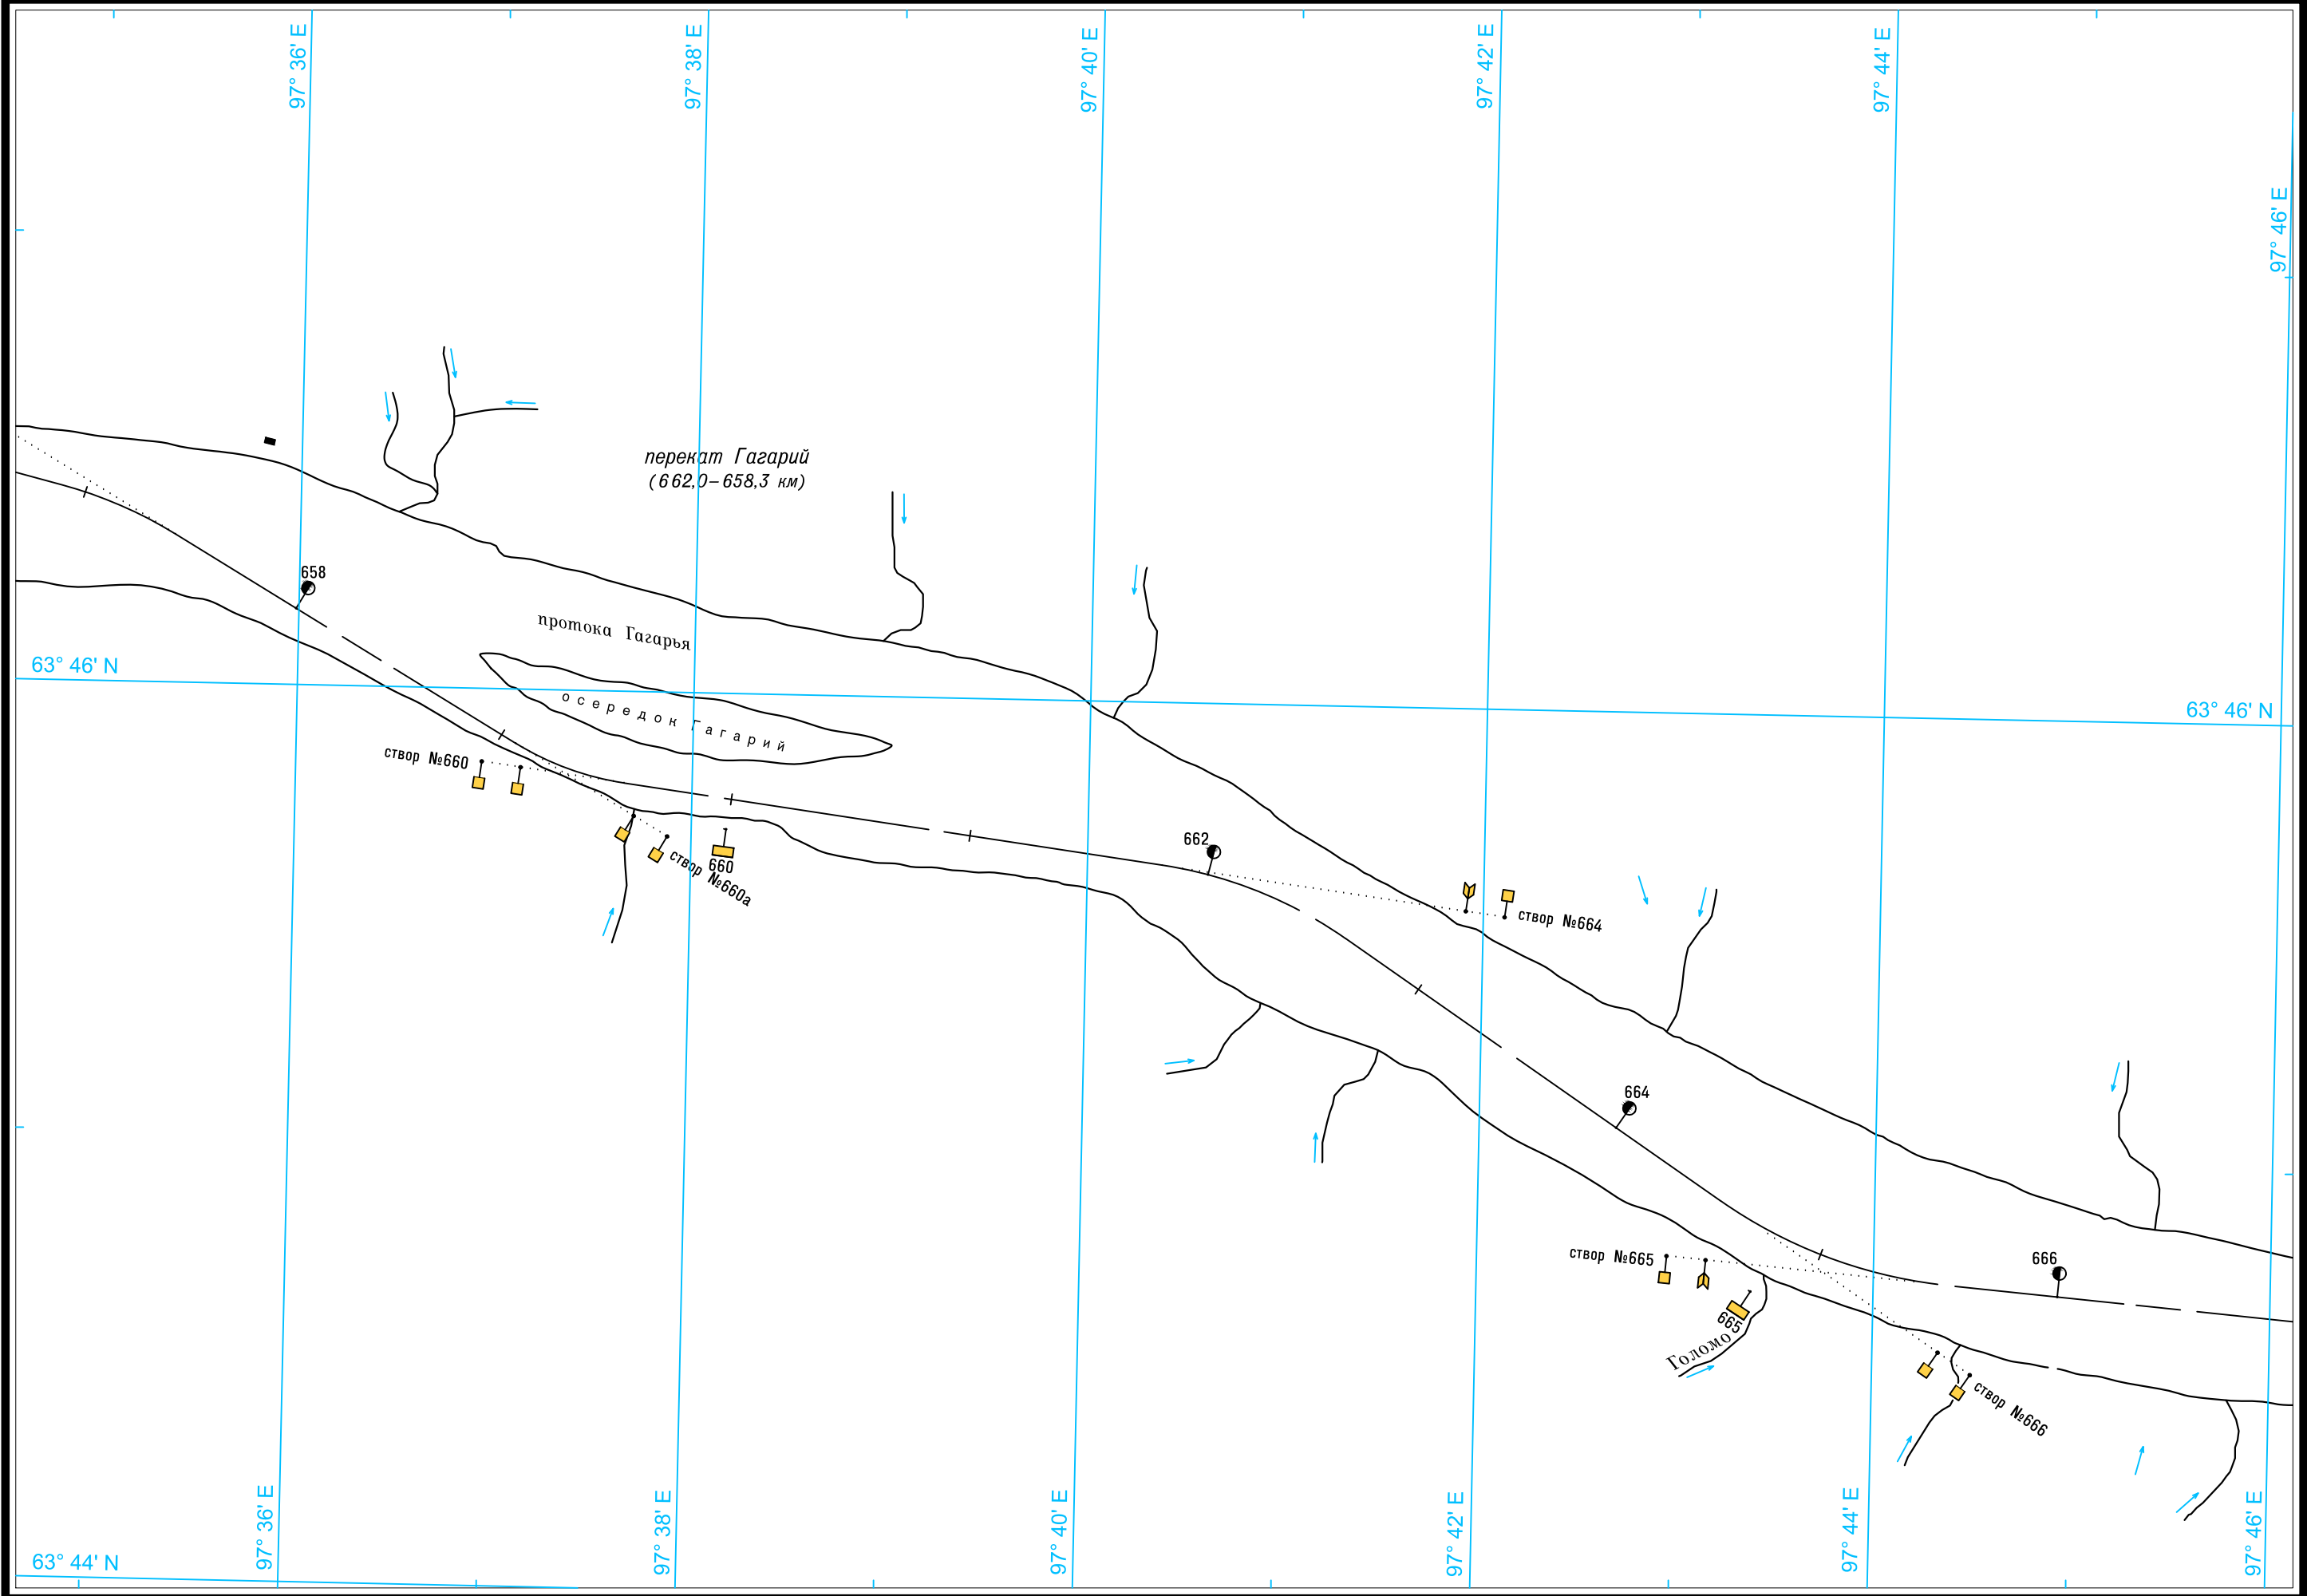 97° 36' E
97° 38' E
97° 40' E
97° 42' E
97° 44' E
97° 46' E
перекат Гагарий
(662,0–658,3 км)
658
протока Гагарья
63° 46' N
63° 46' N
осередок Гагарий
створ №660
662
660
створ №660а
створ №664
664
створ №665
666
665
Голомо
створ №666
63° 44' N
97° 36' E
97° 38' E
97° 40' E
97° 42' E
97° 44' E
97° 46' E